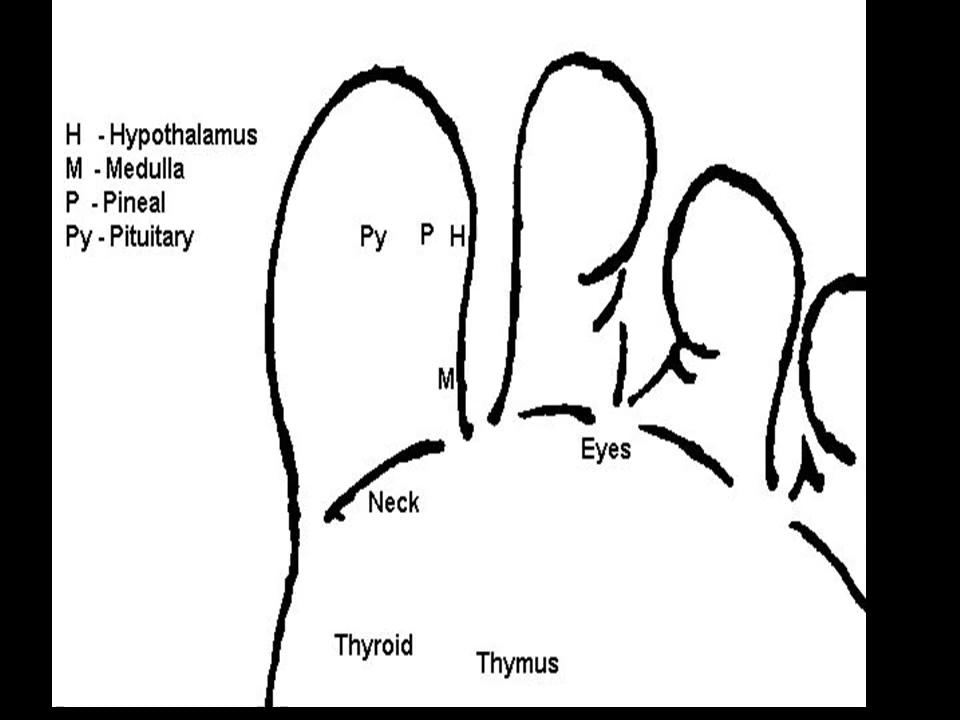 H - Hypothalamus
M - Medulla
P - Pineal
Py - Pituitary
Py P H
M
Eyes
Neck
Thyroid
Thymus